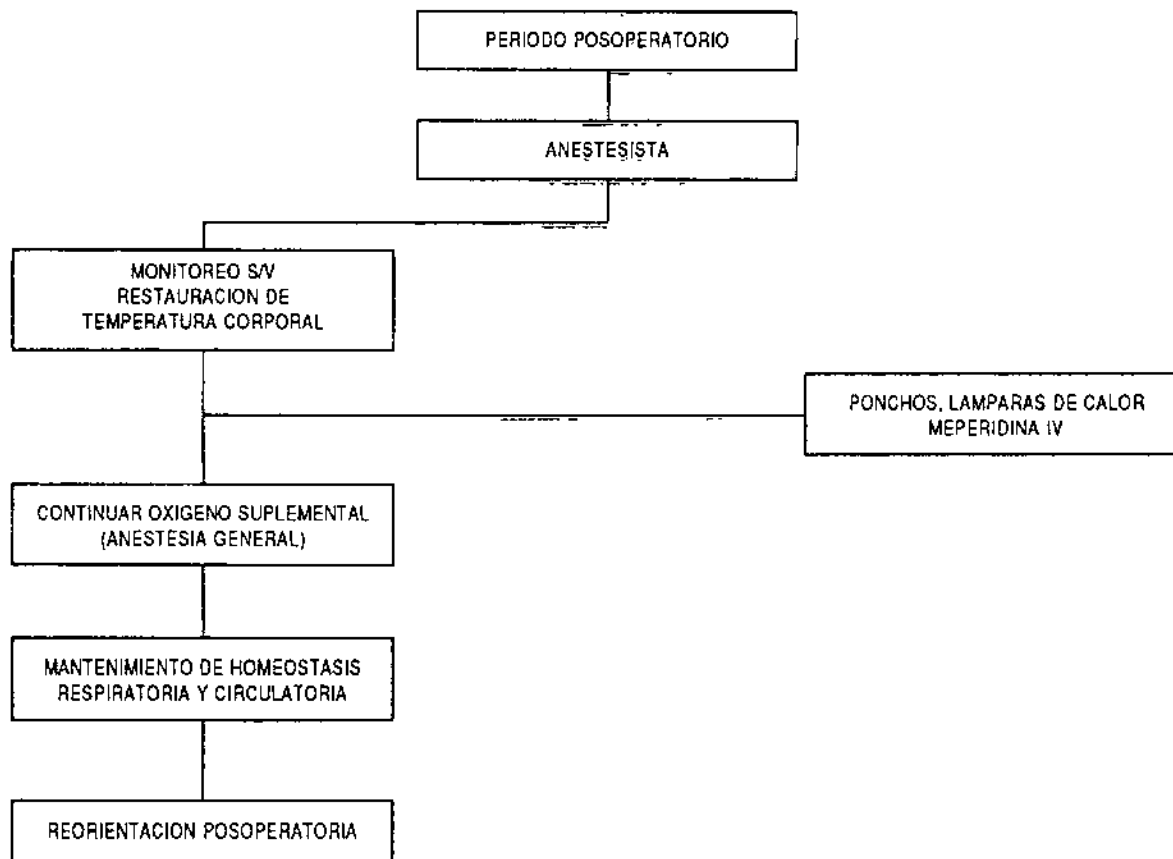 PERIODO POSOPERATORIO
ANESTESISTA
MONITOREO S/V
RESTAURACION DE
TEMPERATURA CORPORAL
PONCHOS, LAMPARAS DE CALOR
MEPERIDINA IV
CONTINUAR OXIGENO SUPLEMENTAL
(ANESTESIA GENERAL)
MANTENIMIENTO DE HOMEOSTASIS
RESPIRATORIA Y CIRCULATORIA
REORIENTACION POSOPERATORIA